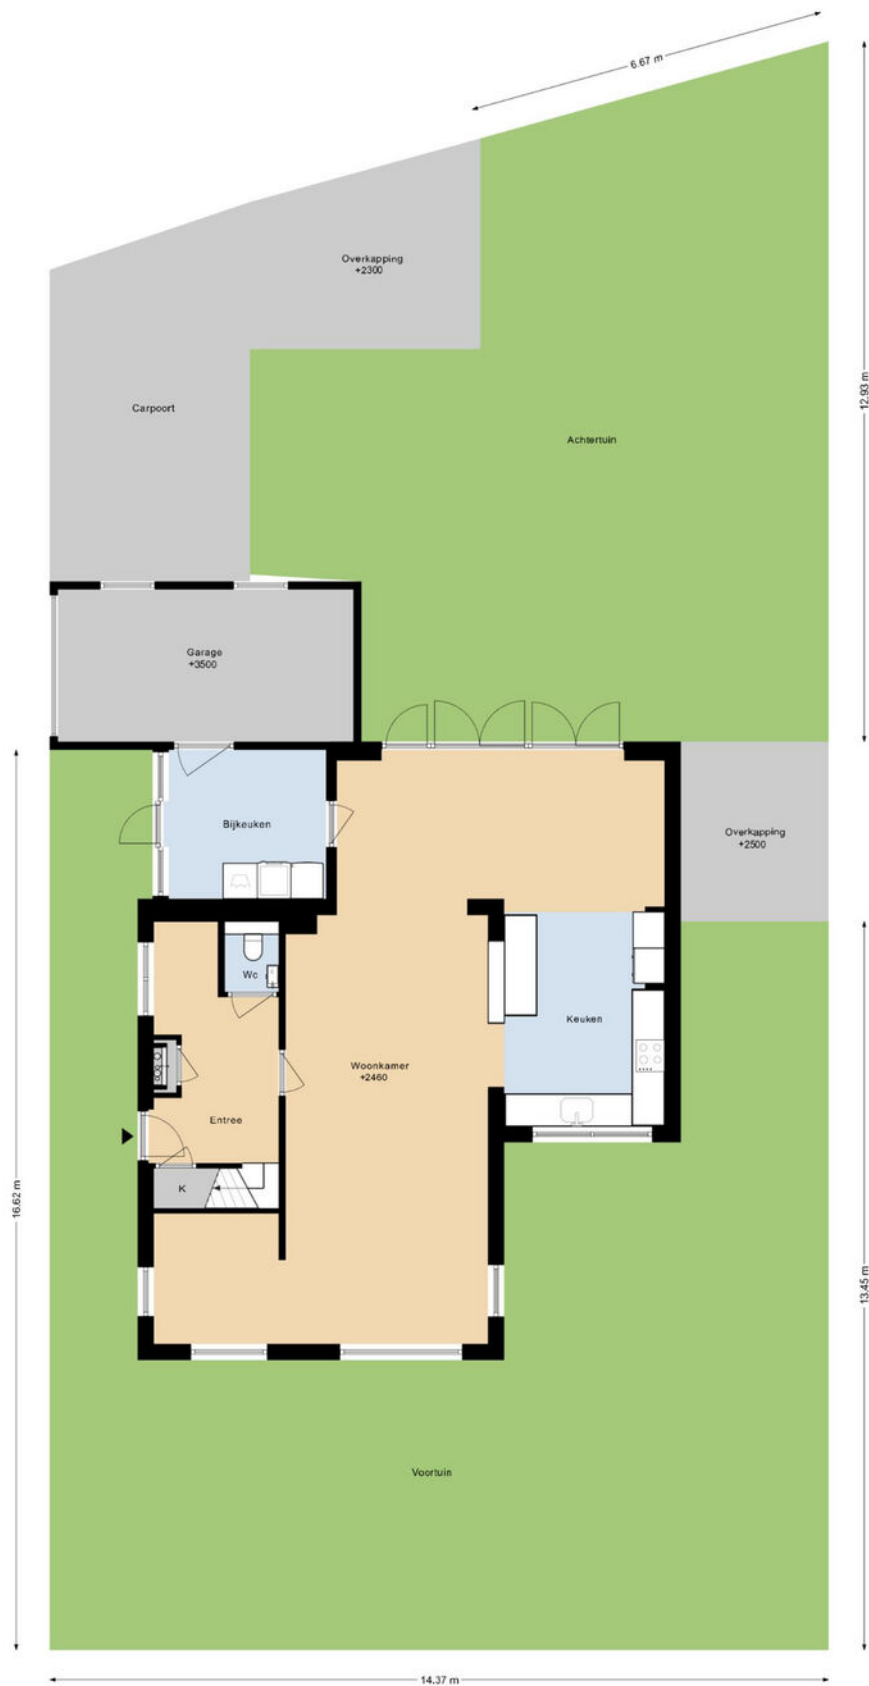 6.67 m
Overkapping
+2300
12.93 m
Carpoort
Achtertuin
Garage
+3500
Bijkeuken
Overkapping
+2500
Wc
Keuken
Woonkamer
+2460
Entree
K
16.62 m
13.45 m
Voortuin
14.37 m